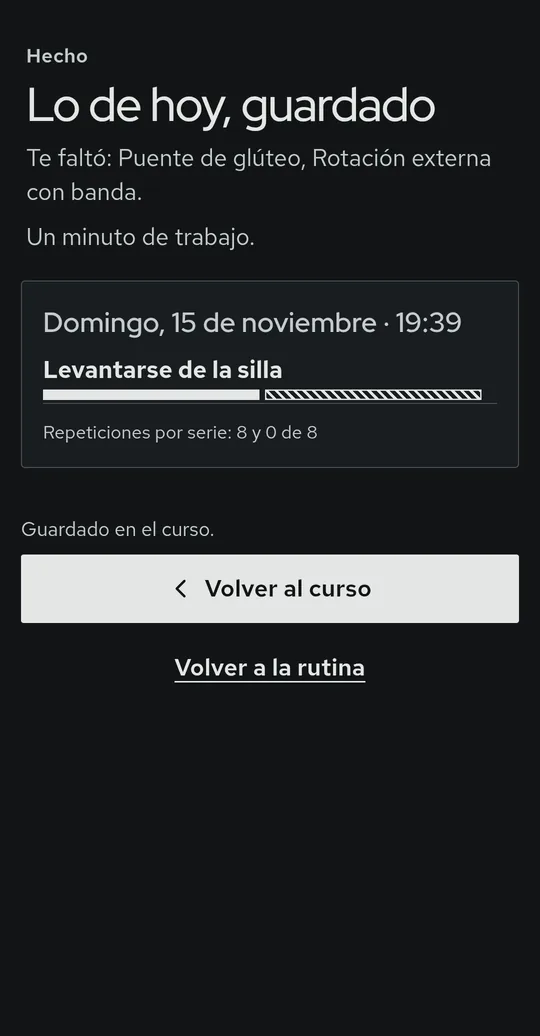 Hecho
Lo de hoy, guardado
Te faltó: Puente de glúteo, Rotación externa
con banda.
Un minuto de trabajo.
Domingo, 15 de noviembre · 19:39
Levantarse de la silla
Repeticiones por serie: 8 y 0 de 8
Guardado en el curso.
Volver al curso
Volver a la rutina